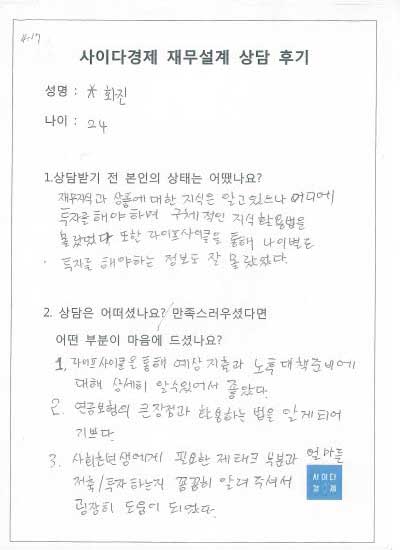 4-17
사이다경제 재무설계 상담 후기
성명 : * 화진
나이 : 24
1.상담받기 전 본인의 상태는 어땠나요?
재무지식과 상품에 대한 지식은 알고있으나 어디에
투자를 해야하며 구체적인 지식활용법을
몰랐었다 또한 라이프사이클을 통해 나이별로
투자를 해야하는 정보도 잘 몰랐었다.
2. 상담은 어떠셨나요? 만족스러우셨다면
어떤 부분이 마음에 드셨나요?
1. 라이프사이클을 통해 예상지출과 노후대책준비에
대해 상세히 알수있어서 좋았다.
2. 연금보험의 큰 장점과 활용하는 법을 알게되어
기쁘다.
3. 사회초년생에게 필요한 제태크 부분과 얼마를
저축/투자하는지 꼼꼼히 알려주셔서
굉장히 도움이 되었다.
사이다
경제